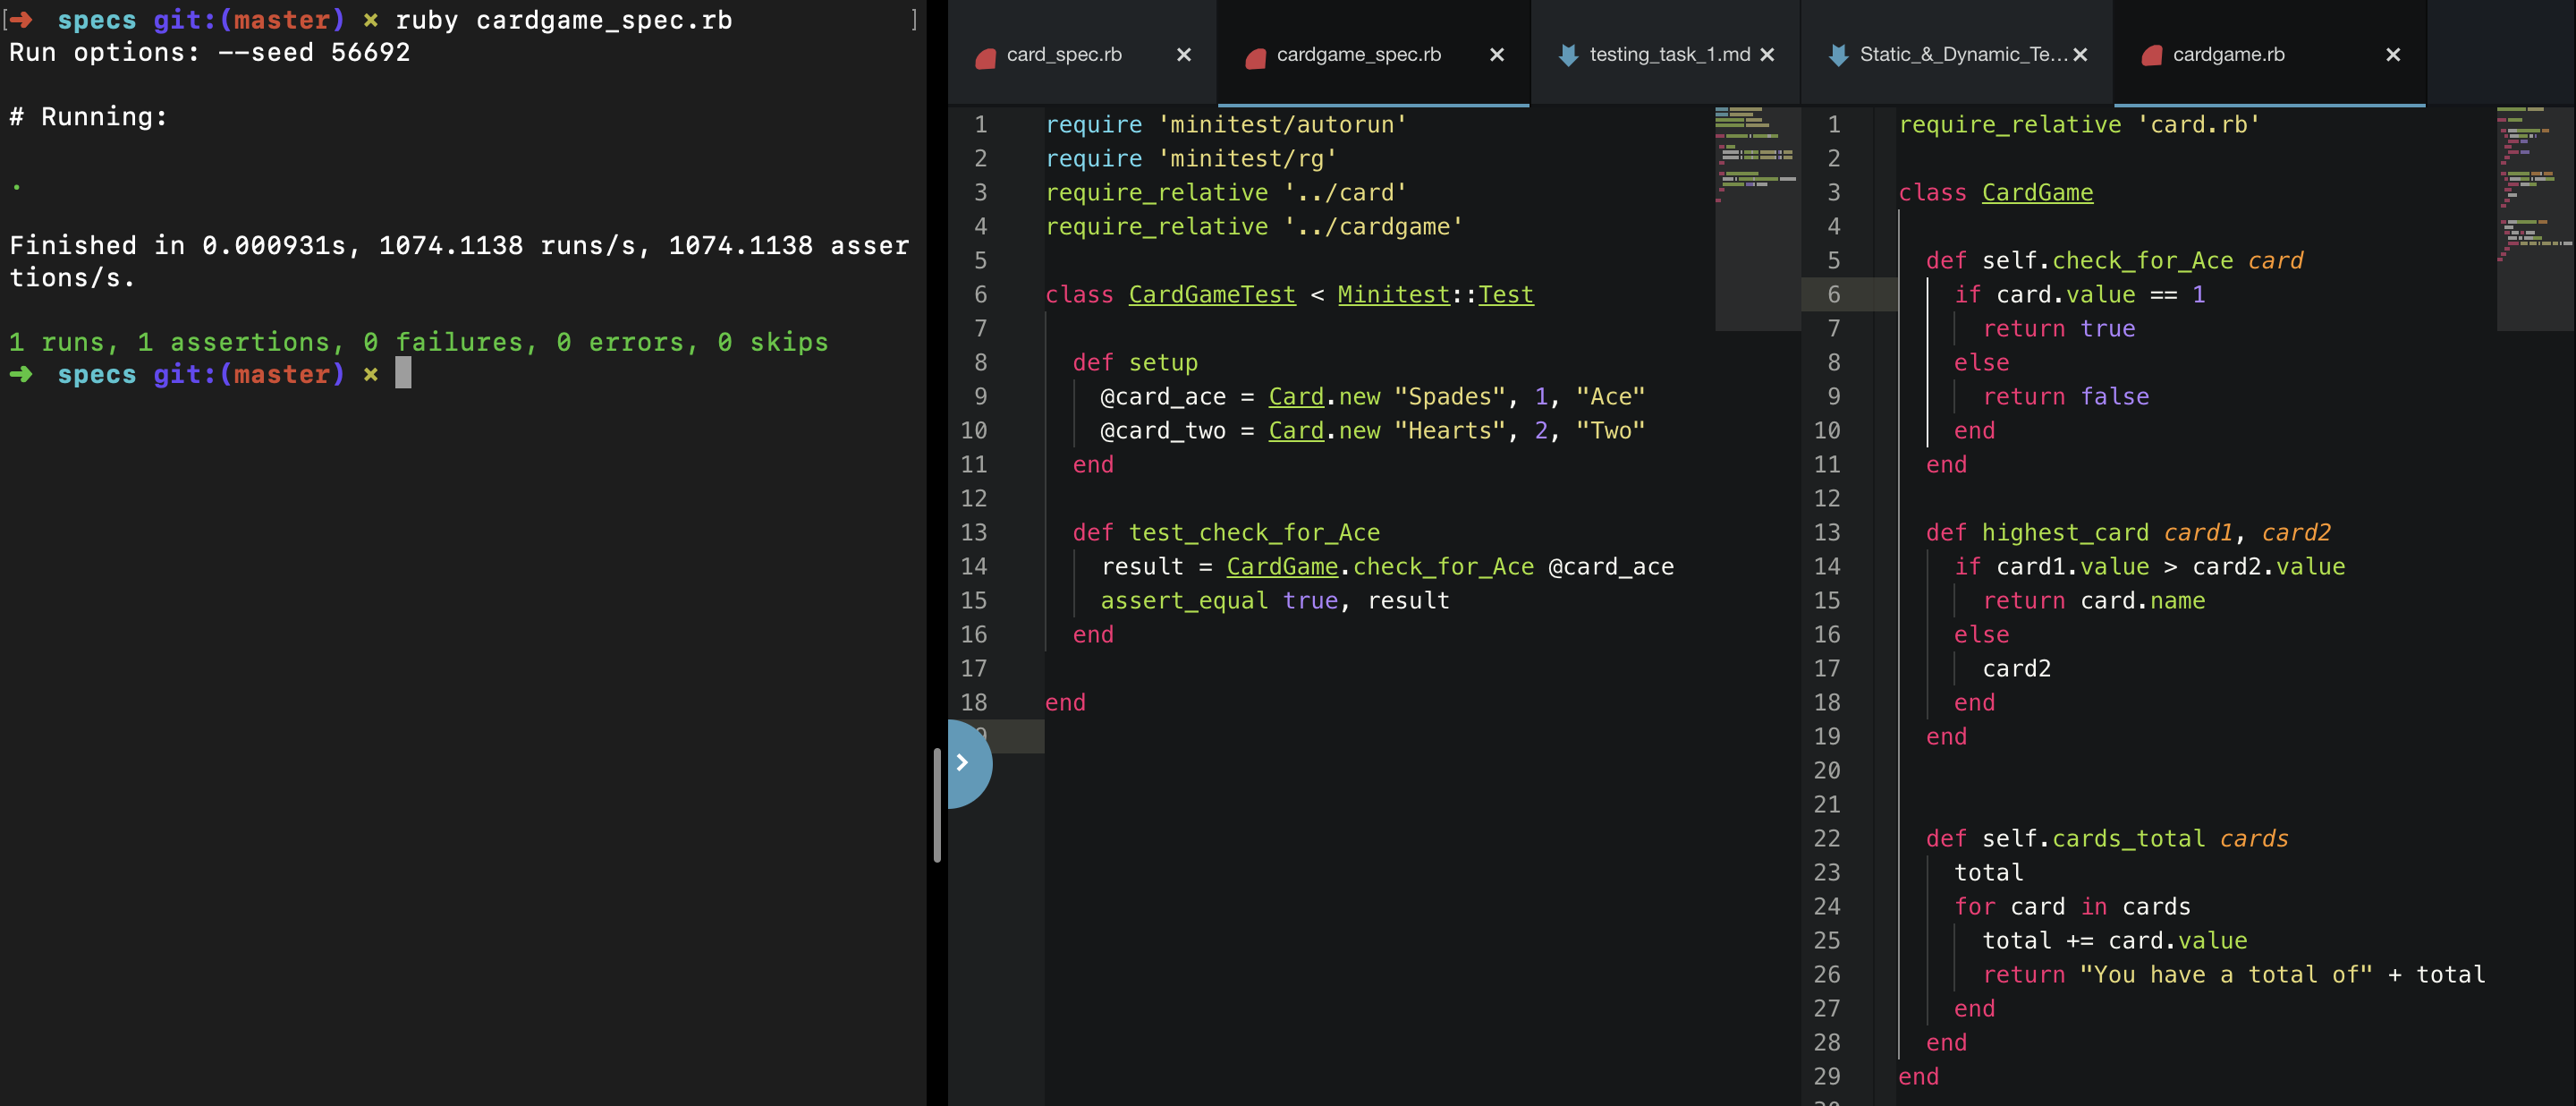 [➜  specs git:(master) ✗ ruby cardgame_spec.rb ]
Run options: --seed 56692
# Running:
.
Finished in 0.000931s, 1074.1138 runs/s, 1074.1138 asser
tions/s.
1 runs, 1 assertions, 0 failures, 0 errors, 0 skips
➜  specs git:(master) ✗
card_spec.rb ×
cardgame_spec.rb ×
testing_task_1.md ×
Static_&_Dynamic_Te... ×
cardgame.rb ×
1 require 'minitest/autorun'
2 require 'minitest/rg'
3 require_relative '../card'
4 require_relative '../cardgame'
5
6 class CardGameTest < Minitest::Test
7
8   def setup
9     @card_ace = Card.new "Spades", 1, "Ace"
10     @card_two = Card.new "Hearts", 2, "Two"
11   end
12
13   def test_check_for_Ace
14     result = CardGame.check_for_Ace @card_ace
15     assert_equal true, result
16   end
17
18 end
9
1 require_relative 'card.rb'
2
3 class CardGame
4
5   def self.check_for_Ace card
6     if card.value == 1
7       return true
8     else
9       return false
10     end
11   end
12
13   def highest_card card1, card2
14     if card1.value > card2.value
15       return card.name
16     else
17       card2
18     end
19   end
20
21
22   def self.cards_total cards
23     total
24     for card in cards
25       total += card.value
26       return "You have a total of" + total
27     end
28   end
29 end